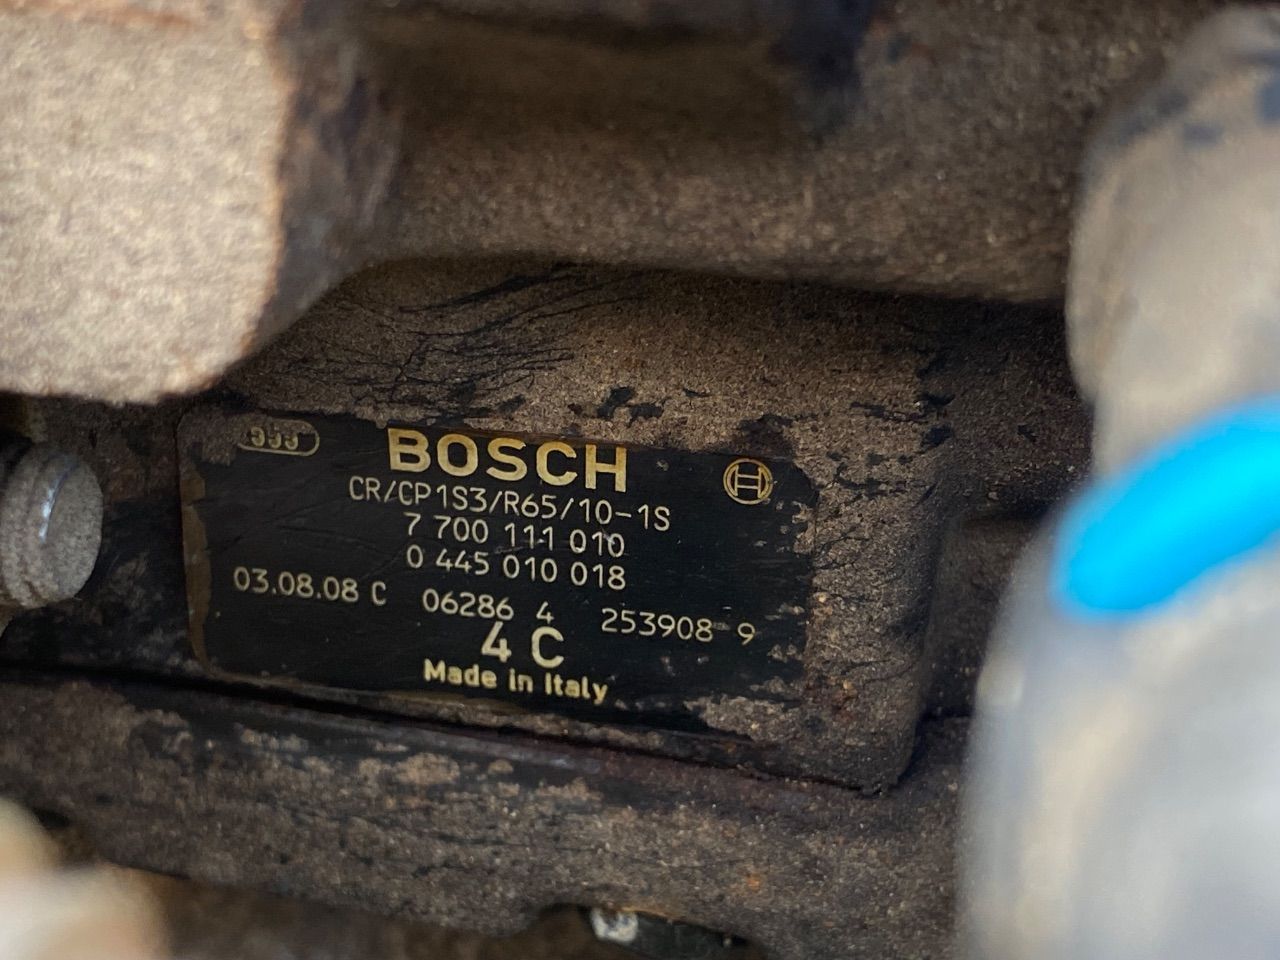 999
BOSCH
CR/CP1S3/R65/10-1S
7 700 111 010
0 445 010 018
03.08.08 C 06286 4 253908 9
4 C
Made in Italy